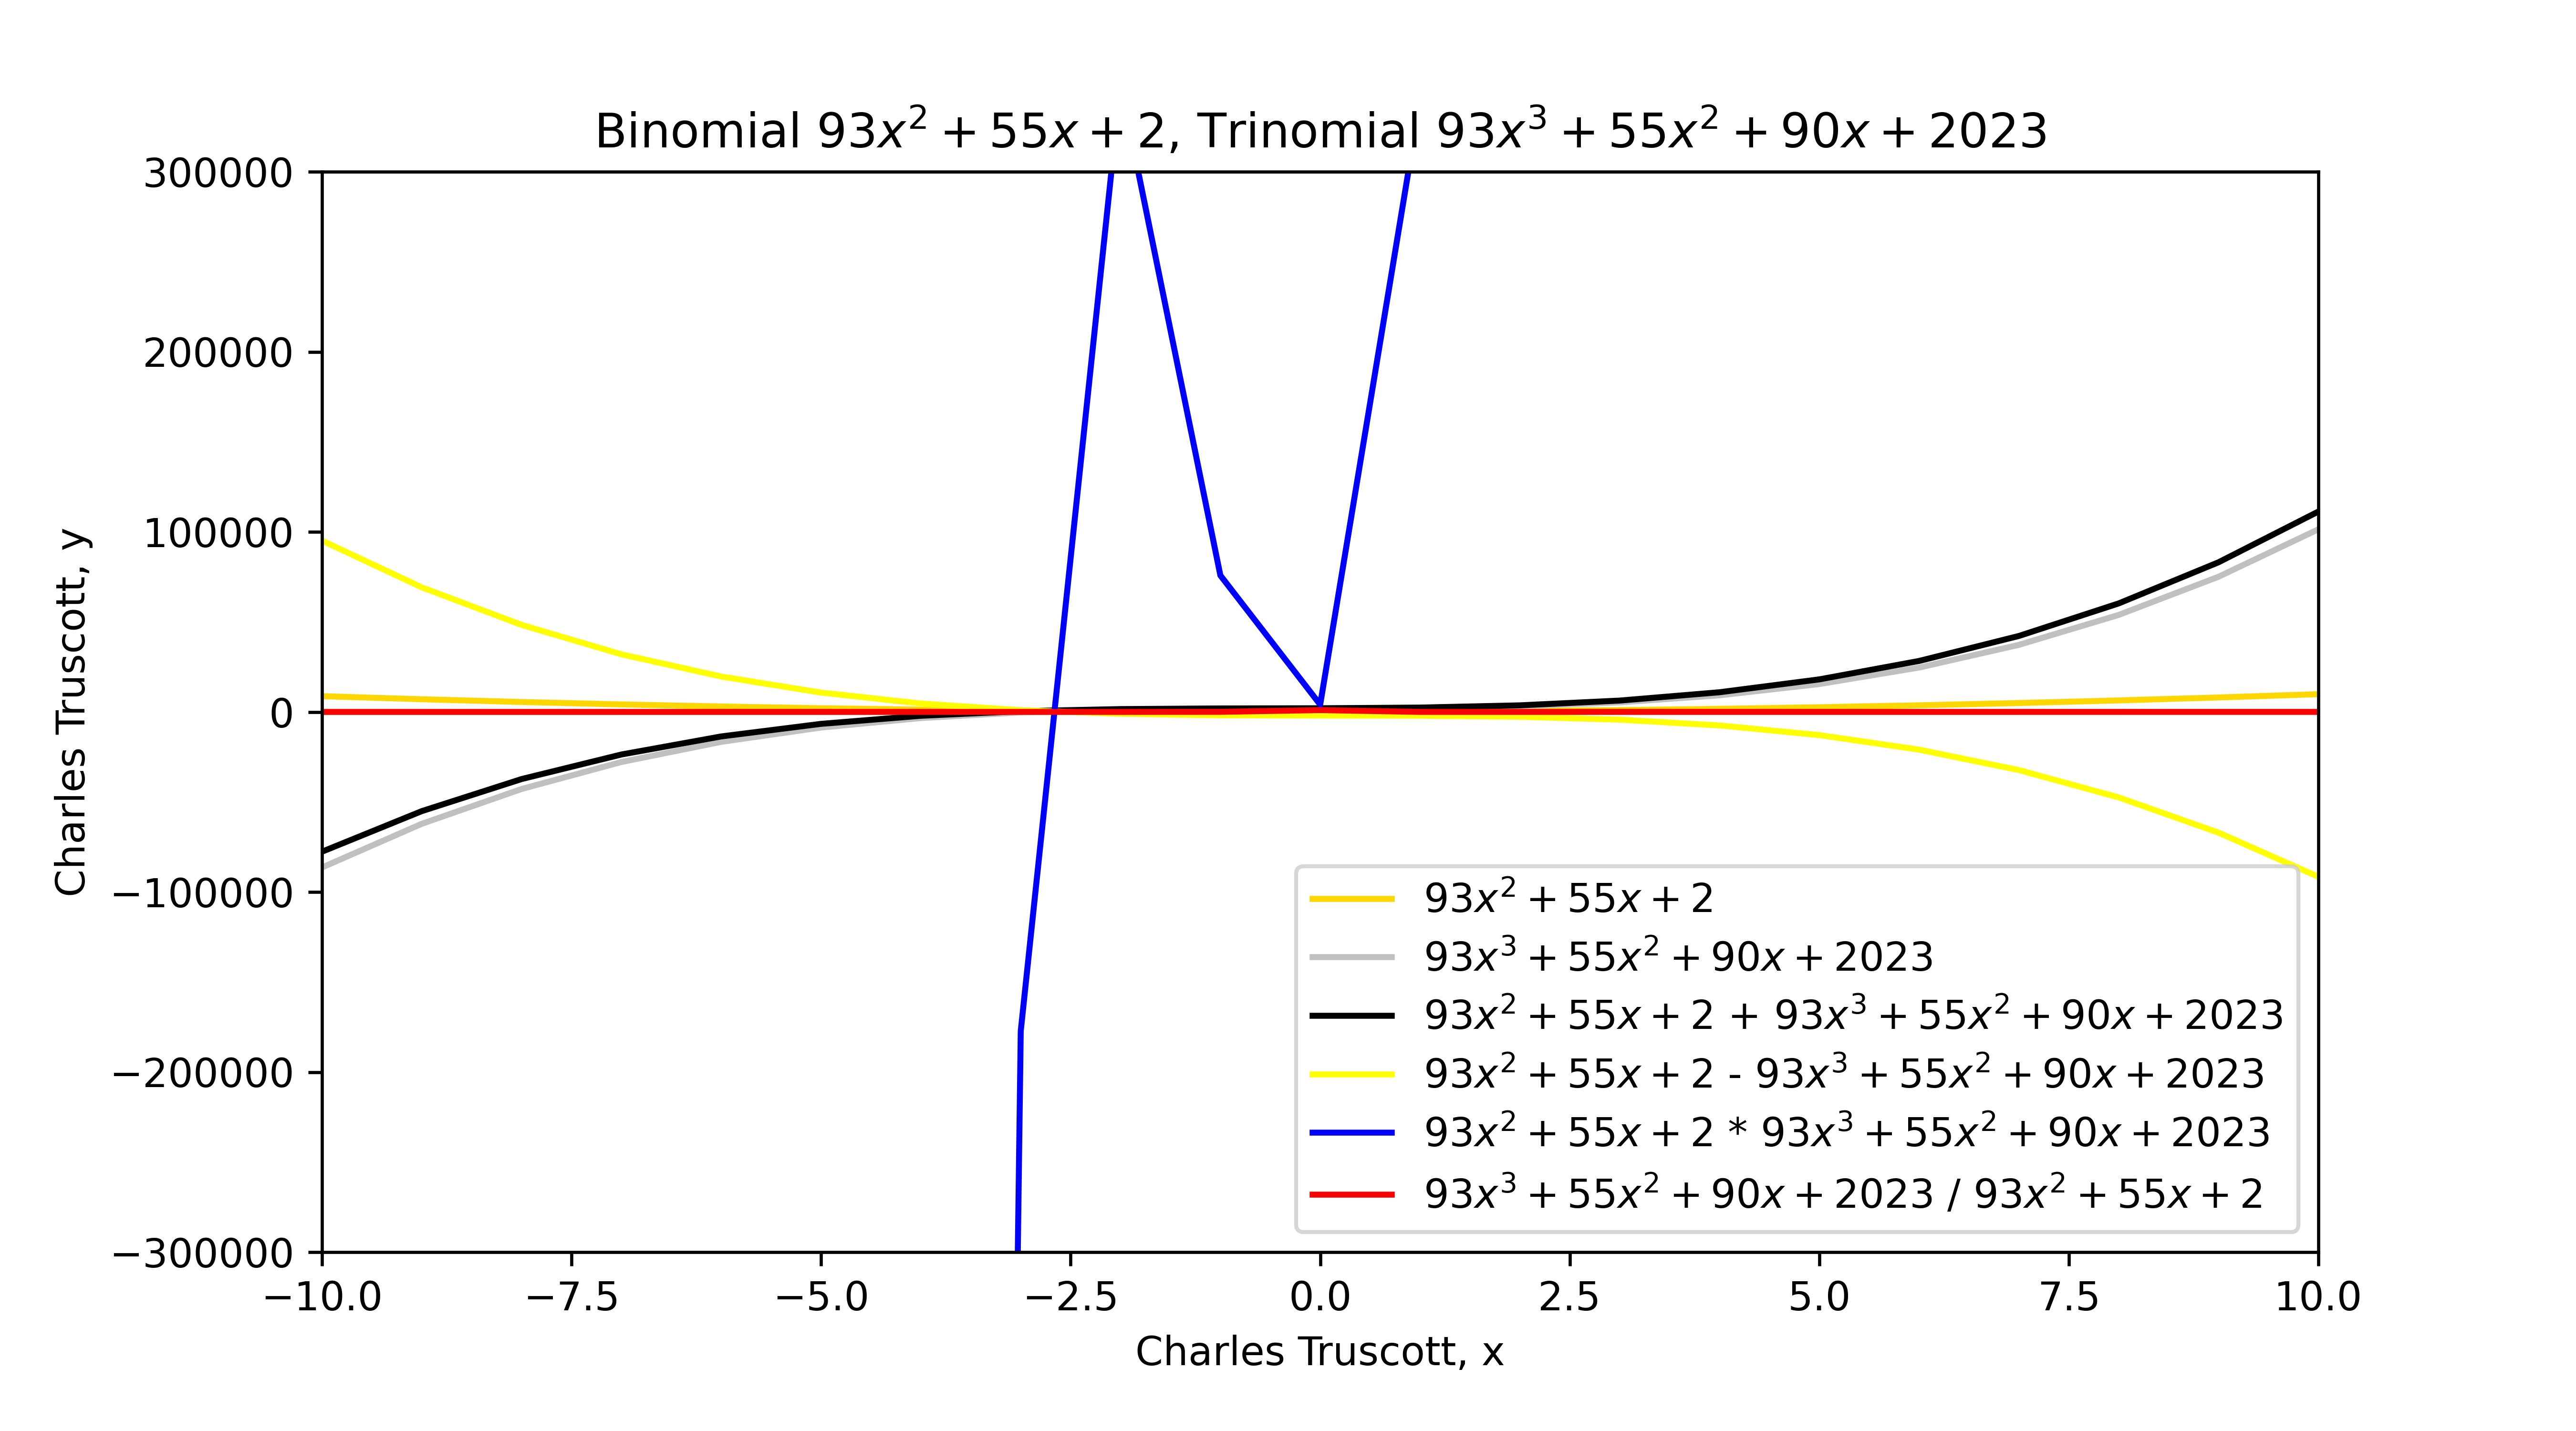 Binomial 93x² + 55x + 2, Trinomial 93x³ + 55x² + 90x + 2023
300000
200000
100000
0
−100000
−200000
−300000
Charles Truscott, y
93x² + 55x + 2
93x³ + 55x² + 90x + 2023
93x² + 55x + 2 + 93x³ + 55x² + 90x + 2023
93x² + 55x + 2 - 93x³ + 55x² + 90x + 2023
93x² + 55x + 2 * 93x³ + 55x² + 90x + 2023
93x³ + 55x² + 90x + 2023 / 93x² + 55x + 2
−10.0 −7.5 −5.0 −2.5 0.0 2.5 5.0 7.5 10.0
Charles Truscott, x